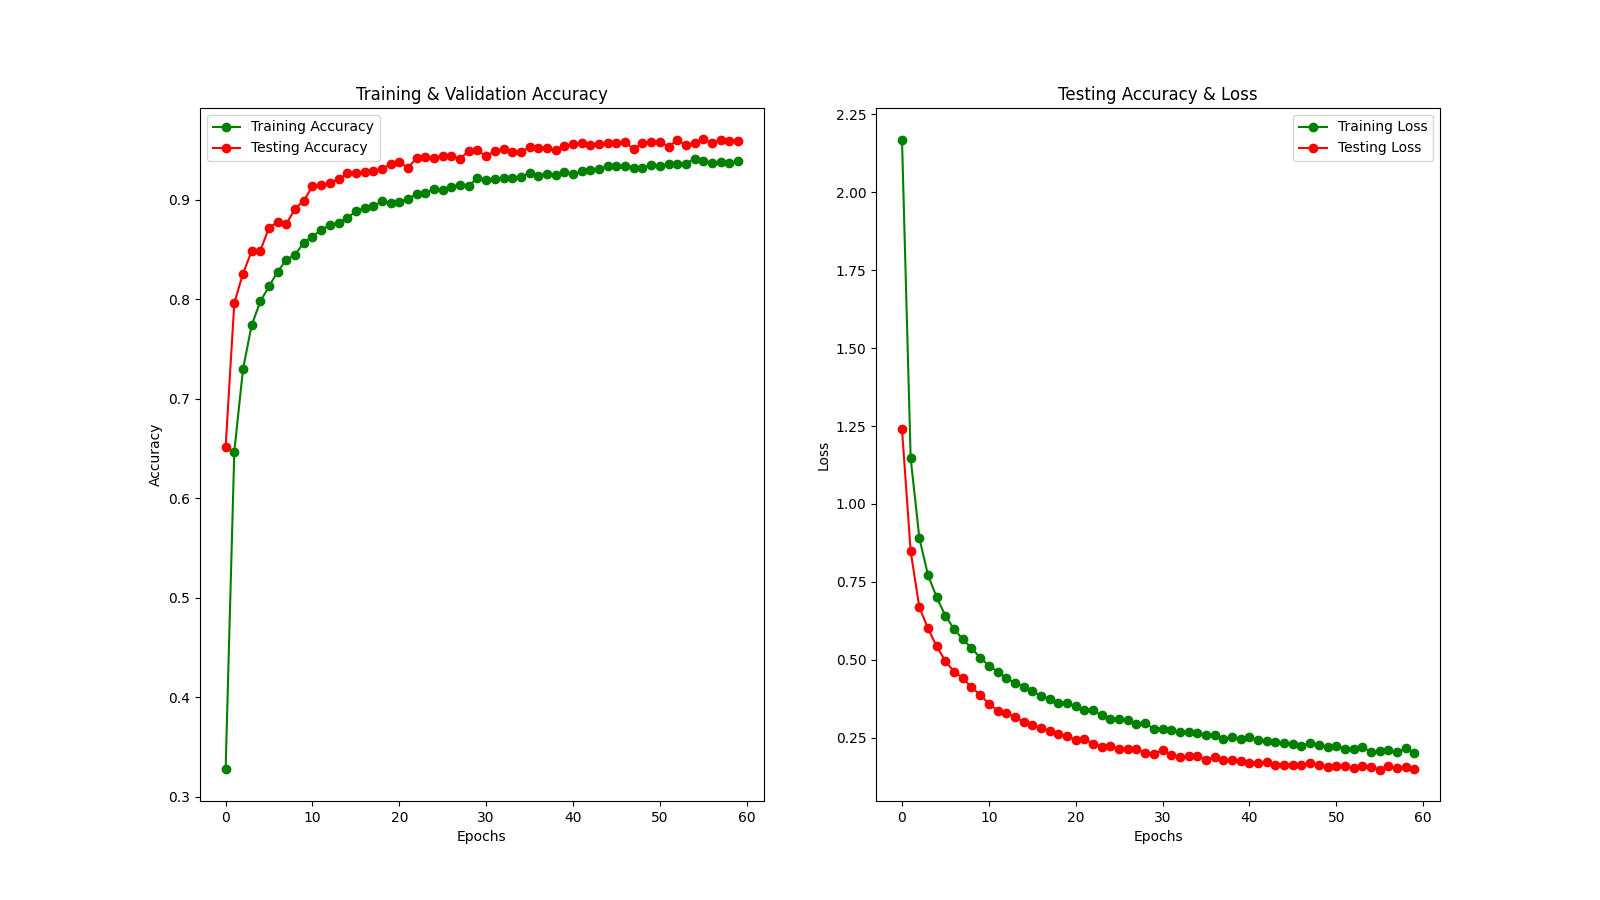 Training & Validation Accuracy
Training Accuracy
Testing Accuracy
0.9
0.8
0.7
0.6
0.5
0.4
0.3
Accuracy
0 10 20 30 40 50 60
Epochs
Testing Accuracy & Loss
Training Loss
Testing Loss
2.25
2.00
1.75
1.50
1.25
1.00
0.75
0.50
0.25
Loss
0 10 20 30 40 50 60
Epochs